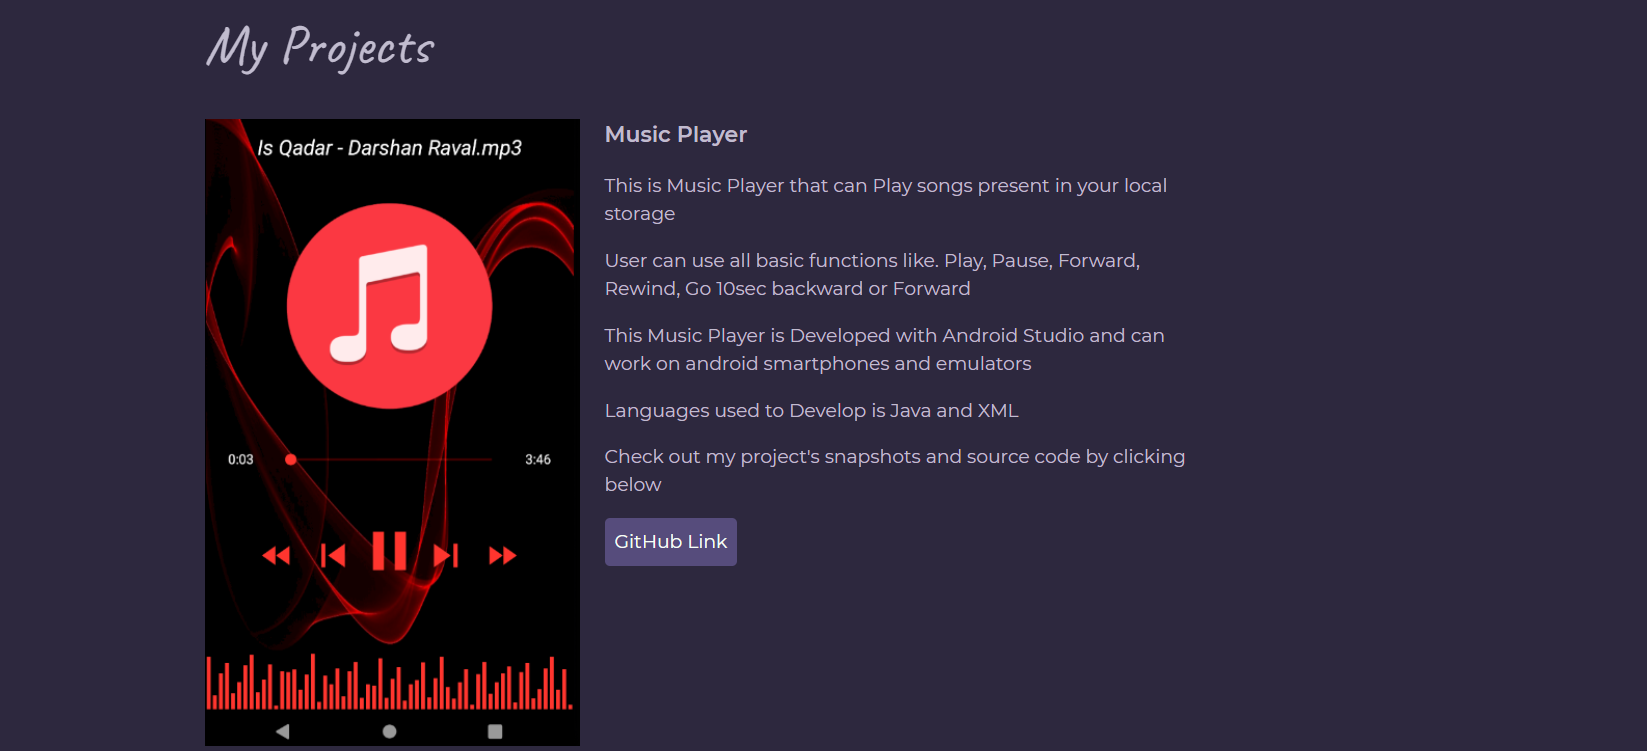 My Projects
Is Qadar - Darshan Raval.mp3
0:03
3:46
Music Player
This is Music Player that can Play songs present in your local
storage
User can use all basic functions like. Play, Pause, Forward,
Rewind, Go 10sec backward or Forward
This Music Player is Developed with Android Studio and can
work on android smartphones and emulators
Languages used to Develop is Java and XML
Check out my project's snapshots and source code by clicking
below
GitHub Link